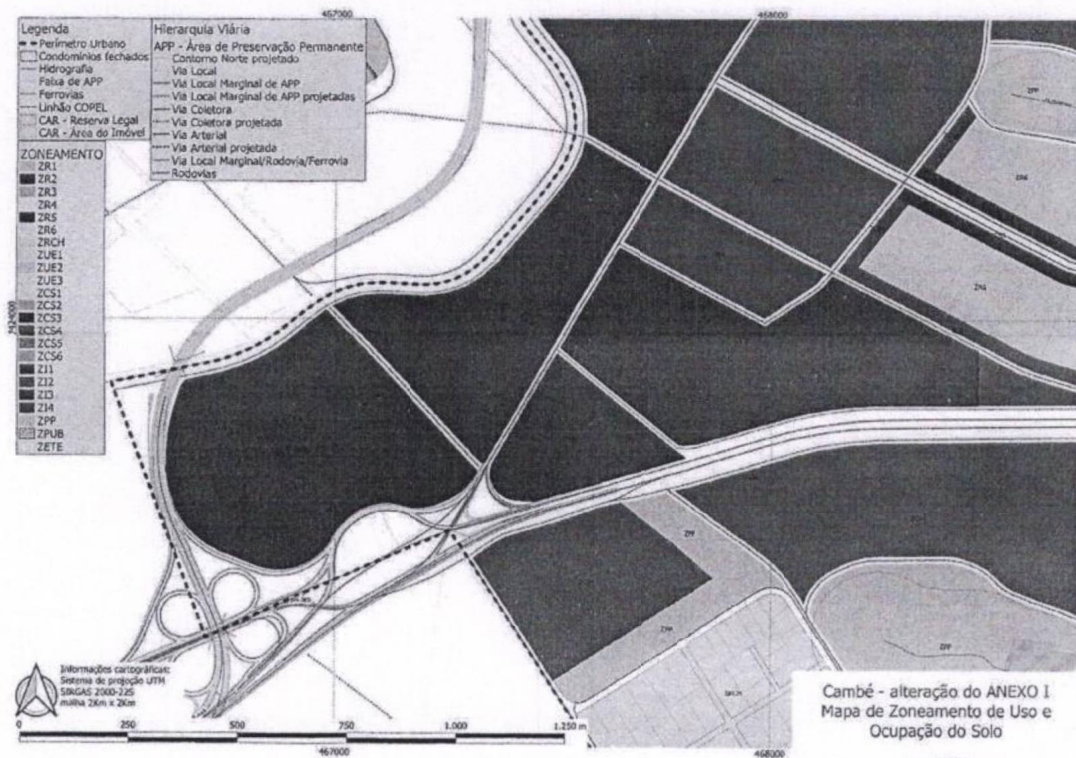 467000
468000
Legenda
Perímetro Urbano
Condomínios fechados
Hidrografia
Faixa de APP
Ferrovias
Linhão COPEL
CAR - Reserva Legal
CAR - Área do Imóvel
Hierarquia Viária
APP - Área de Preservação Permanente
Contorno Norte projetado
Via Local
Via Local Marginal de APP
Via Local Marginal de APP projetadas
Via Coletora
Via Coletora projetada
Via Arterial
Via Arterial projetada
Via Local Marginal/Rodovia/Ferrovia
Rodovias
ZONEAMENTO
ZR1
ZR2
ZR3
ZR4
ZR5
ZR6
ZRCH
ZUE1
ZUE2
ZUE3
ZCS1
ZCS2
ZCS3
ZCS4
ZCS5
ZCS6
ZI1
ZI2
ZI3
ZI4
ZPP
ZPUB
ZETE
ZPP
ZPP
ZPP
ZPP
Informações cartográficas:
Sistema de projeção UTM
SIRGAS 2000-22S
malha 2Km x 2Km
0 250 500 750 1.000 1.250 m
467000
468000
Cambé - alteração do ANEXO I
Mapa de Zoneamento de Uso e
Ocupação do Solo